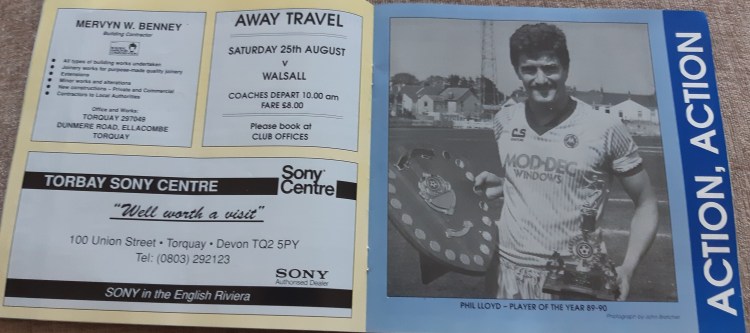 MERVYN W. BENNEY
Building Contractor
All types of building works undertaken
Joinery works for purpose-made quality joinery
Extensions
Minor works and alterations
New constructions – Private and Commercial
Contractors to Local Authorities
Office and Works:
TORQUAY 297049
DUNMERE ROAD, ELLACOMBE
TORQUAY
AWAY TRAVEL
SATURDAY 25th AUGUST
v
WALSALL
COACHES DEPART 10.00 am
FARE £8.00
Please book at
CLUB OFFICES
TORBAY SONY CENTRE
Sony
Centre
"Well worth a visit"
100 Union Street • Torquay • Devon TQ2 5PY
Tel: (0803) 292123
SONY
Authorised Dealer
SONY in the English Riviera
CS
MOD-DEC
WINDOWS
PHIL LLOYD – PLAYER OF THE YEAR 89-90
Photograph by John
ACTION, ACTION